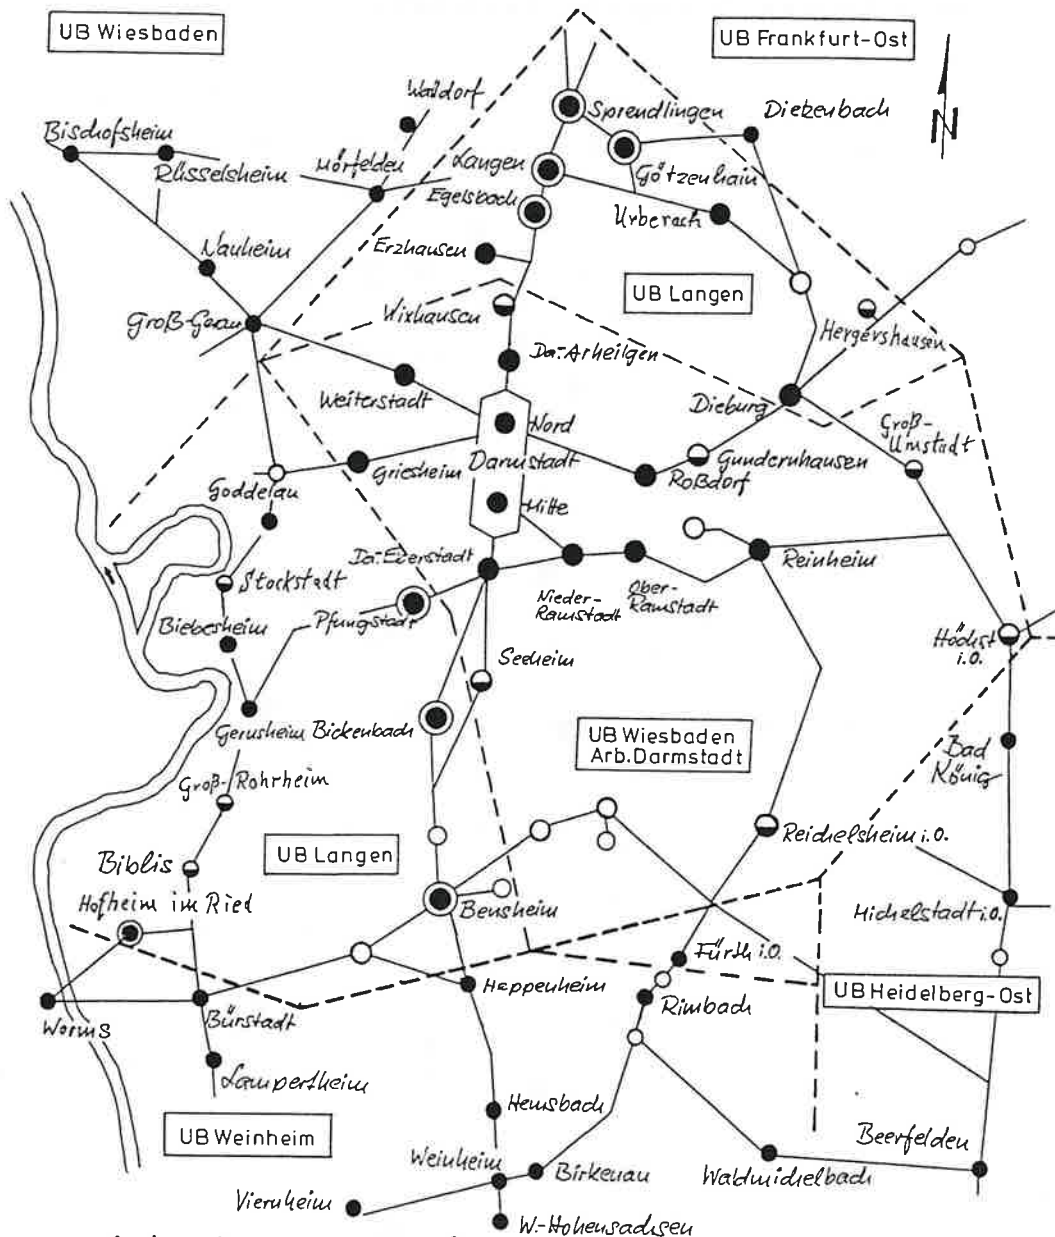 UB Wiesbaden
UB Frankfurt-Ost
N
Walldorf
Sprendlingen
Dietzenbach
Bischofsheim
Rüsselsheim
Mörfelden
Langen
Götzenhain
Egelsbach
Urberach
Erzhausen
Nauheim
UB Langen
Groß-Gerau
Wixhausen
Hergershausen
Da.-Arheilgen
Weiterstadt
Dieburg
Groß-
Umstadt
Nord
Griesheim
Darmstadt
Gundernhausen
Roßdorf
Goddelau
Mitte
Da.-Eberstadt
Reinheim
Stockstadt
Nieder-
Ramstadt
Ober-
Ramstadt
Pfungstadt
Biebesheim
Höchst
i.O.
Seeheim
Gernsheim
Bickenbach
UB Wiesbaden
Arb.Darmstadt
Bad
König
Groß-Rohrheim
Reichelsheim i.O.
UB Langen
Biblis
Hofheim im Ried
Bensheim
Michelstadt i.O.
Fürth i.O.
Heppenheim
Rimbach
UB Heidelberg-Ost
Worms
Bürstadt
Lampertheim
Hemsbach
UB Weinheim
Beerfelden
Weinheim
Birkenau
Waldmichelbach
Viernheim
W.-Hohensachsen